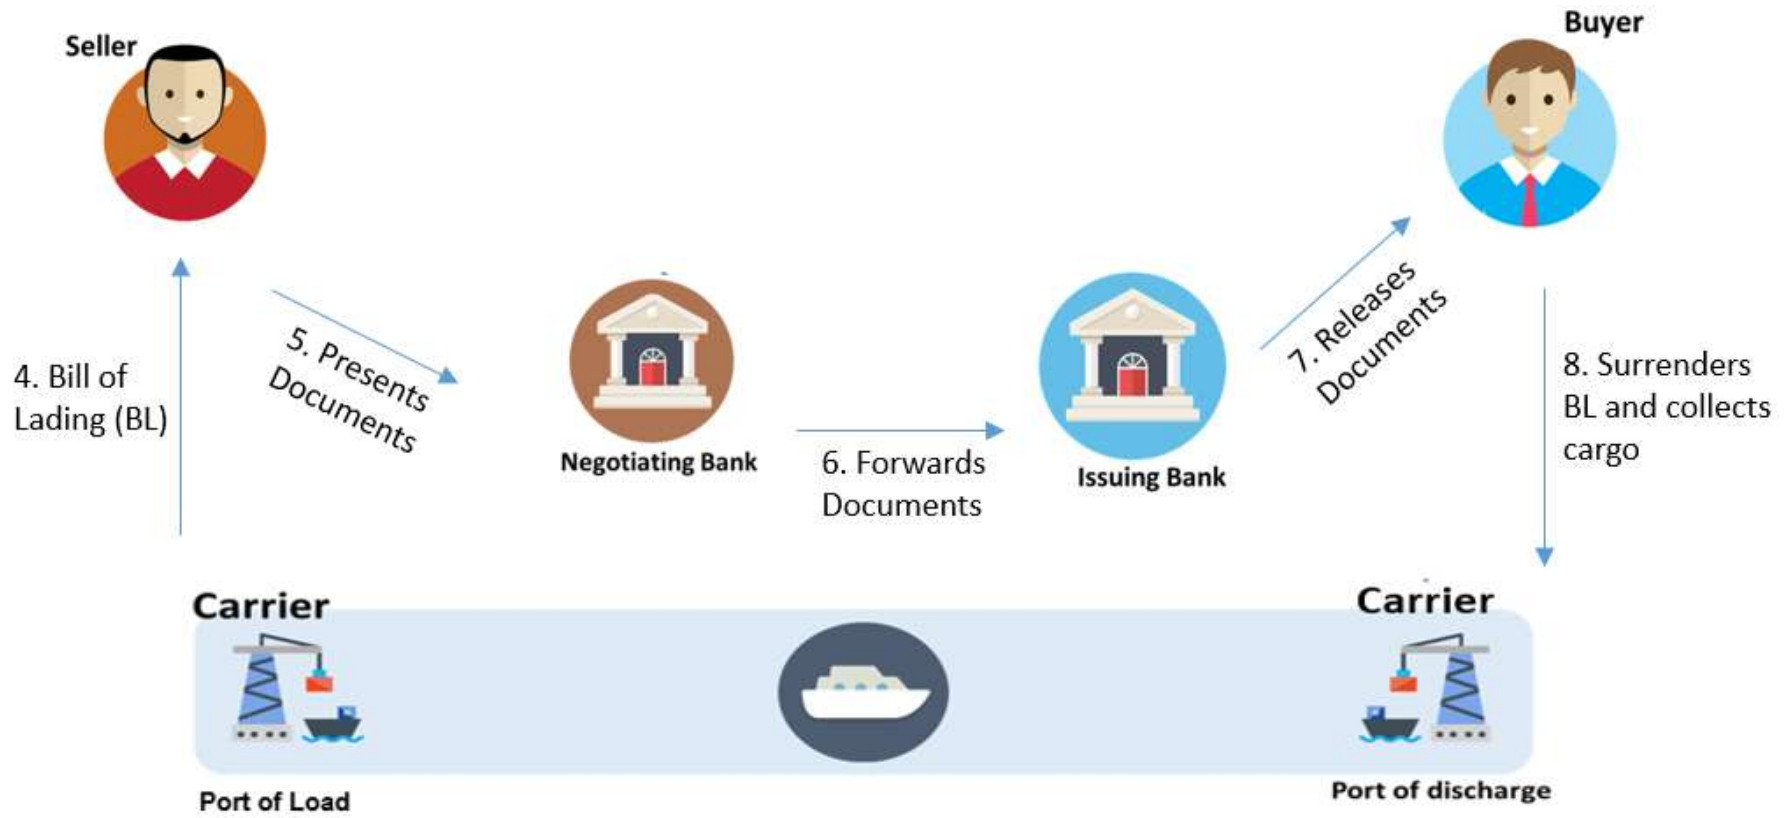 Seller
Buyer
4. Bill of
Lading (BL)
5. Presents
Documents
Negotiating Bank
6. Forwards
Documents
Issuing Bank
7. Releases
Documents
8. Surrenders
BL and collects
cargo
Carrier
Carrier
Port of Load
Port of discharge